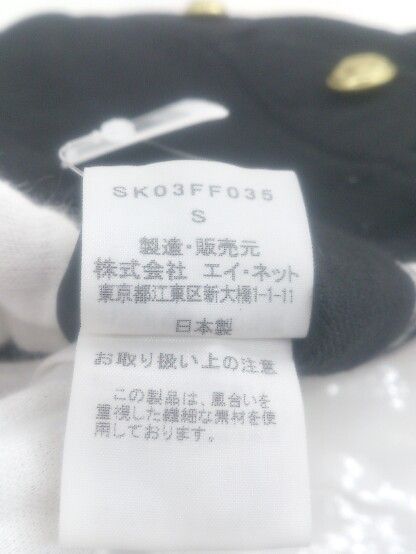 SK03FF035
S
製造・販売元
株式会社 エイ・ネット
東京都江東区新大橋1-1-11
日本製
お取り扱い上の注意
この製品は、風合いを
重視した繊細な素材を使
用しております。